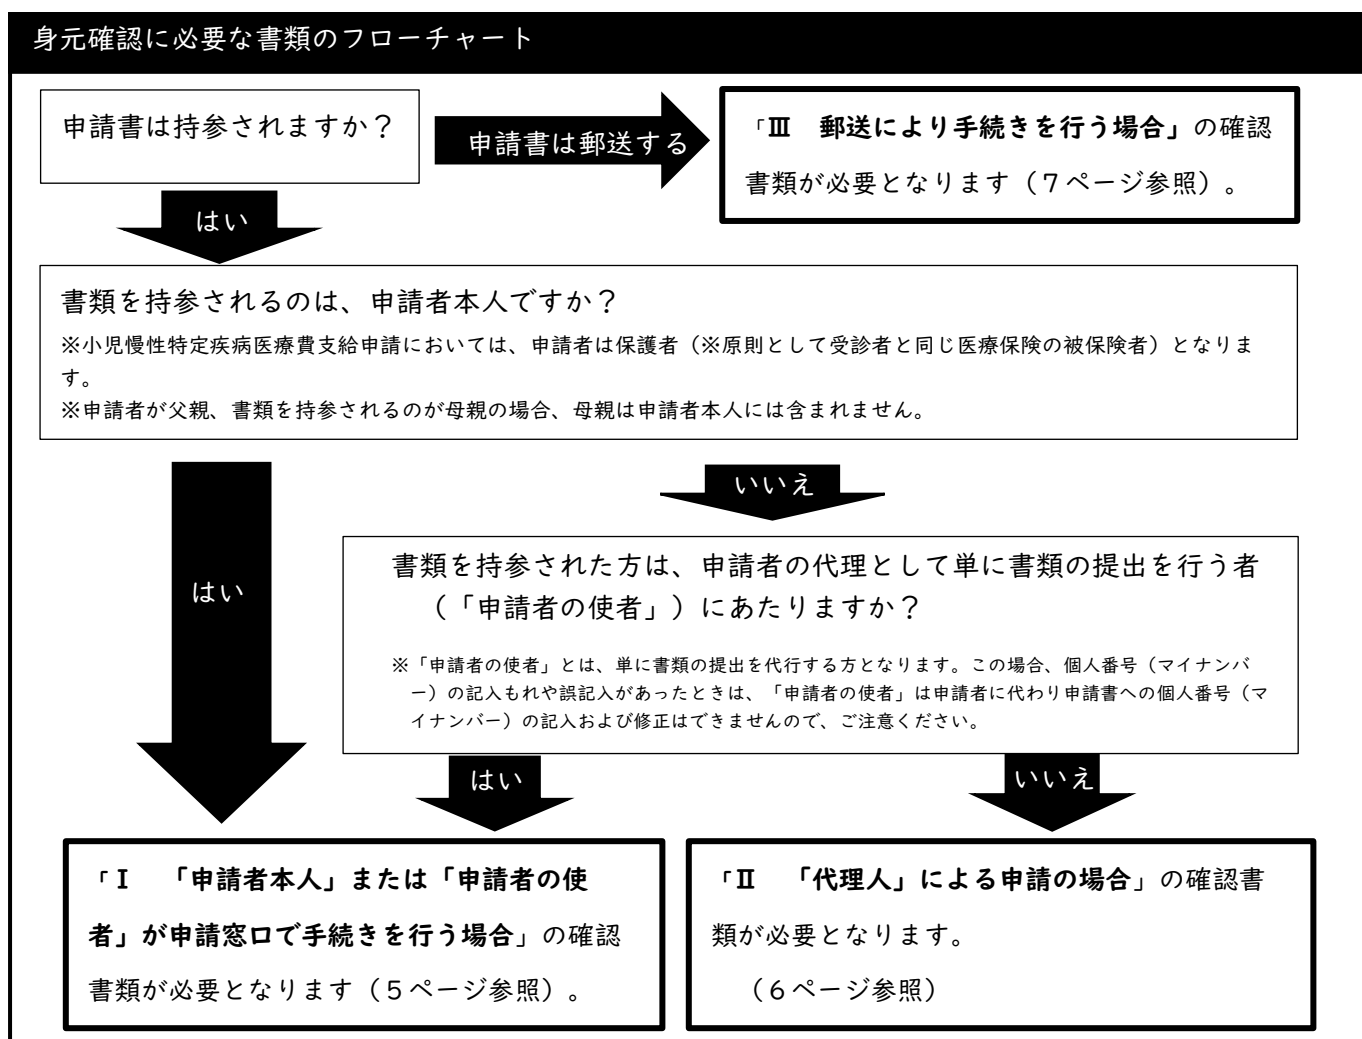 身元確認に必要な書類のフローチャート
申請書は持参されますか？
申請書は郵送する
「Ⅲ　郵送により手続きを行う場合」の確認
書類が必要となります（７ページ参照）。
はい
書類を持参されるのは、申請者本人ですか？
※小児慢性特定疾病医療費支給申請においては、申請者は保護者（※原則として受診者と同じ医療保険の被保険者）となりま
す。
※申請者が父親、書類を持参されるのが母親の場合、母親は申請者本人には含まれません。
いいえ
はい
書類を持参された方は、申請者の代理として単に書類の提出を行う者
（「申請者の使者」）にあたりますか？
※「申請者の使者」とは、単に書類の提出を代行する方となります。この場合、個人番号（マイナンバ
ー）の記入もれや誤記入があったときは、「申請者の使者」は申請者に代わり申請書への個人番号（マ
イナンバー）の記入および修正はできませんので、ご注意ください。
はい
いいえ
「Ⅰ　「申請者本人」または「申請者の使
者」が申請窓口で手続きを行う場合」の確認
書類が必要となります（５ページ参照）。
「Ⅱ　「代理人」による申請の場合」の確認書
類が必要となります。
（６ページ参照）